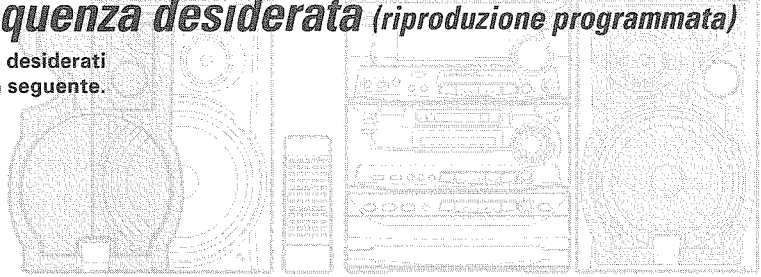 quenza desiderata (riproduzione programmata)
desiderati
seguente.